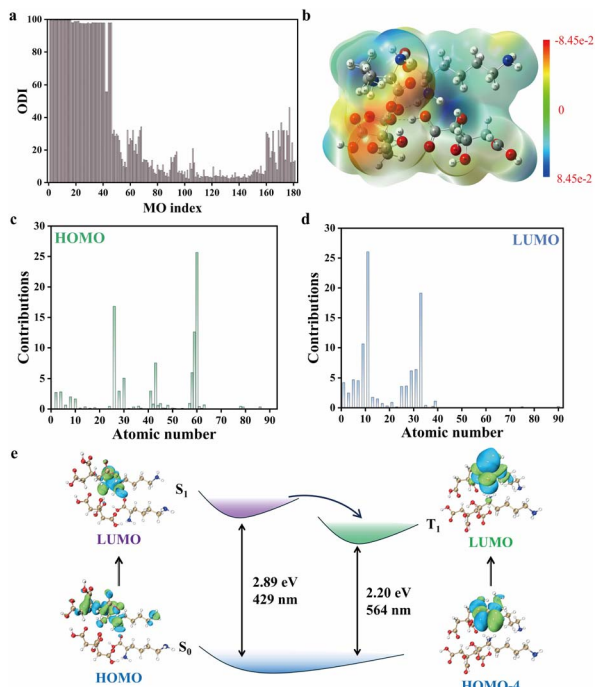 a
100
80
60
40
20
0
ODI
0 20 40 60 80 100 120 140 160 180
MO index
b
-8.45e-2
0
8.45e-2
c
HOMO
30
25
20
15
10
5
0
Contributions
0 10 20 30 40 50 60 70 80 90
Atomic number
d
LUMO
30
25
20
15
10
5
0
Contributions
0 10 20 30 40 50 60 70 80 90
Atomic number
e
S1
T1
LUMO
LUMO
2.89 eV
429 nm
2.20 eV
564 nm
S0
HOMO
HOMO-4